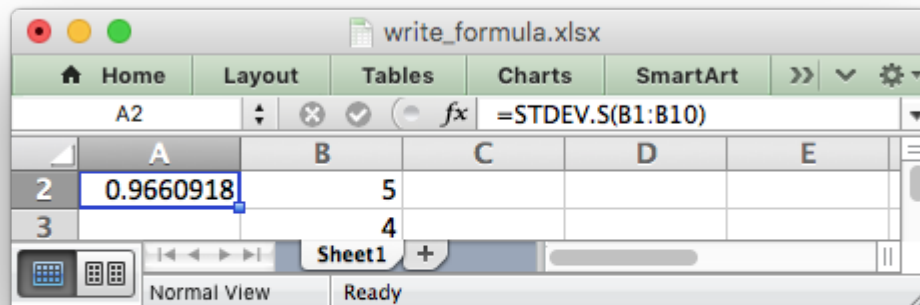 write_formula.xlsx
Home Layout Tables Charts SmartArt
A2 fx =STDEV.S(B1:B10)
A B C D E
2 0.9660918 5
3 4
Sheet1 +
Normal View Ready